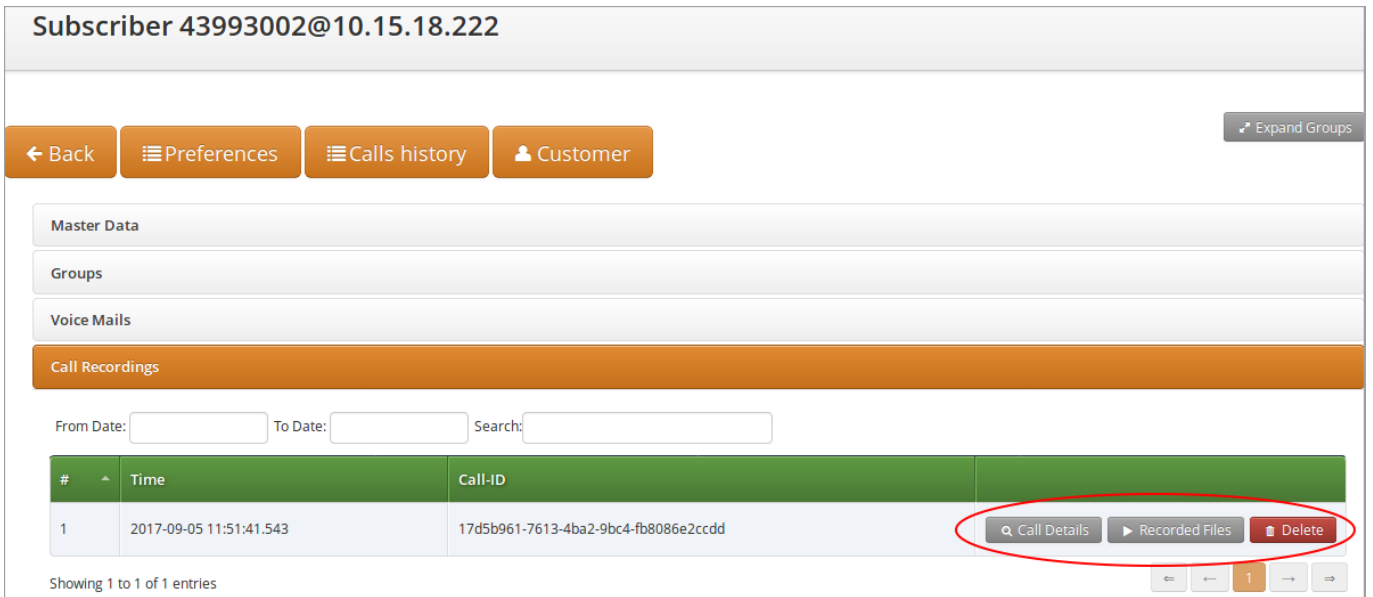 Subscriber 43993002@10.15.18.222
Expand Groups
Back Preferences Calls history Customer
Master Data
Groups
Voice Mails
Call Recordings
From Date: To Date: Search:
# Time Call-ID
1 2017-09-05 11:51:41.543 17d5b961-7613-4ba2-9bc4-fb8086e2ccdd Call Details Recorded Files Delete
Showing 1 to 1 of 1 entries ⇐ ← 1 → ⇒